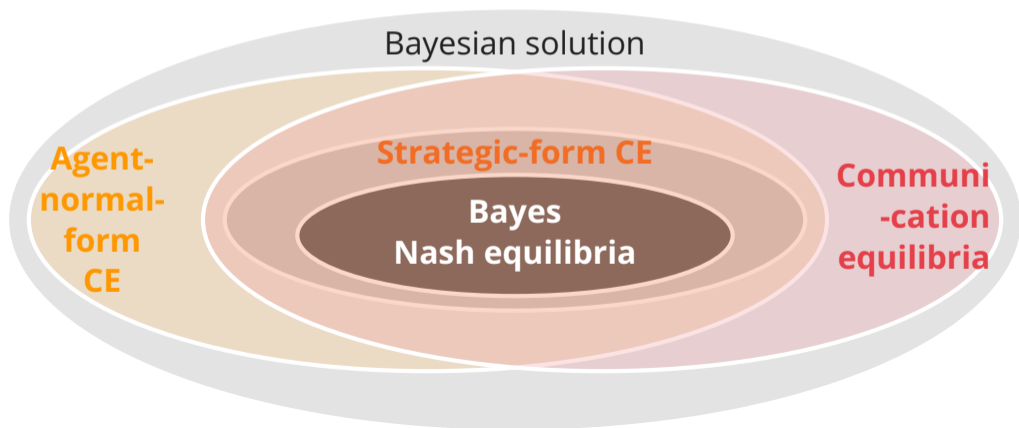 Bayesian solution
Agent-
normal-
form
CE
Strategic-form CE
Bayes
Nash equilibria
Communi
-cation
equilibria